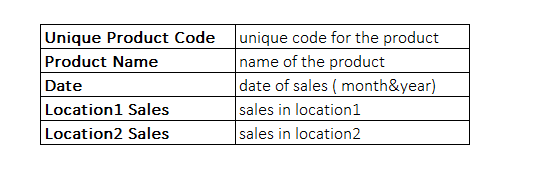 Unique Product Code unique code for the product
Product Name name of the product
Date date of sales ( month&year)
Location1 Sales sales in location1
Location2 Sales sales in location2